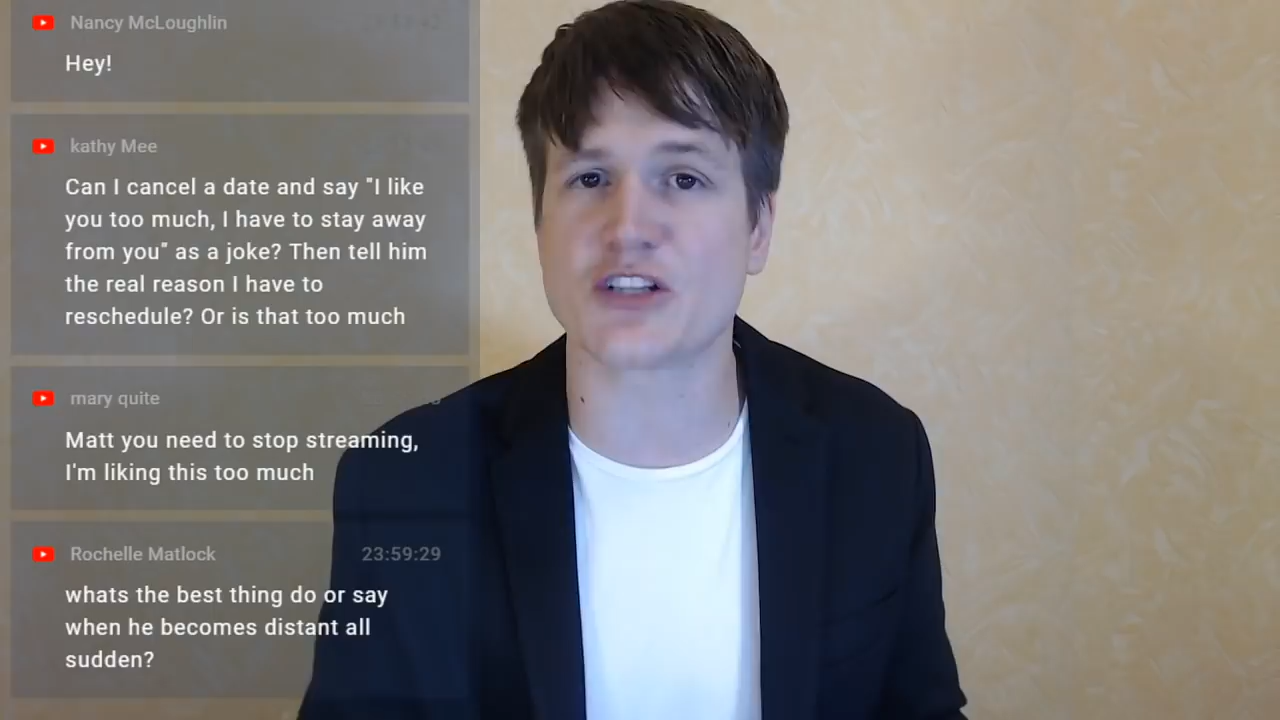 Nancy McLoughlin
Hey!
kathy Mee
Can I cancel a date and say "I like
you too much, I have to stay away
from you" as a joke? Then tell him
the real reason I have to
reschedule? Or is that too much
mary quite
Matt you need to stop streaming,
I'm liking this too much
Rochelle Matlock 23:59:29
whats the best thing do or say
when he becomes distant all
sudden?